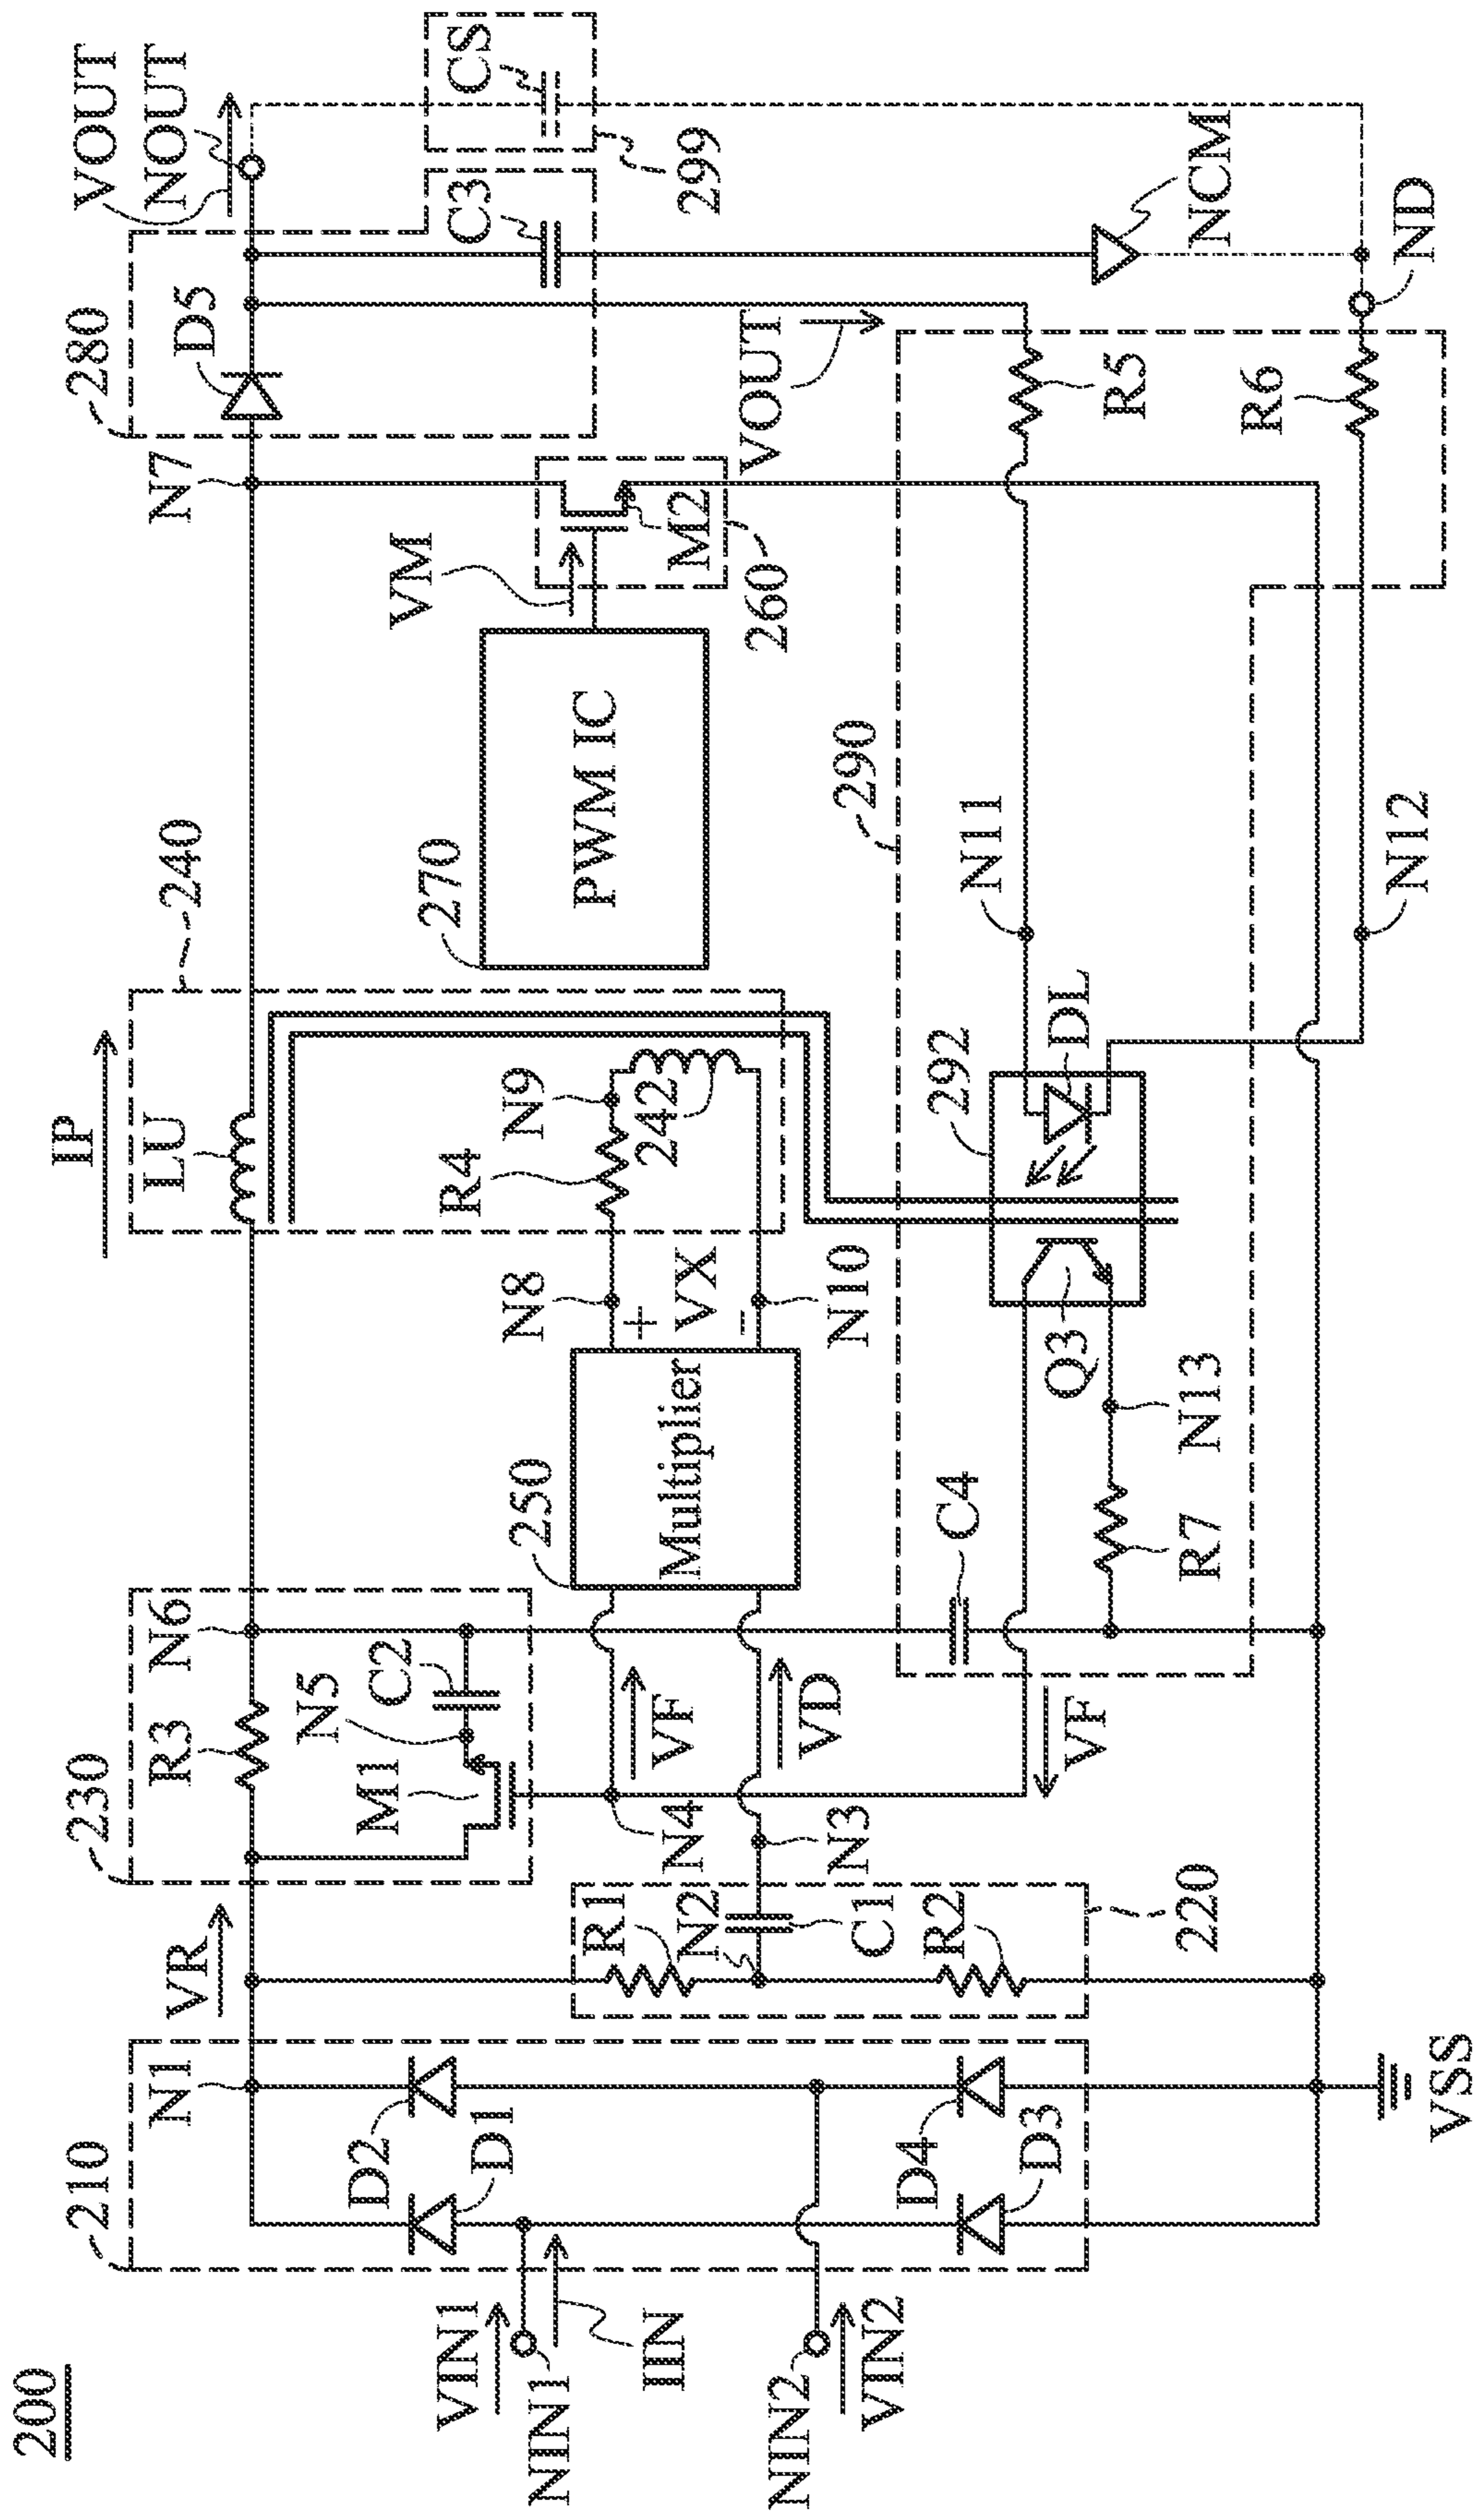 200
210
N1
D2
D1
D4
D3
VIN1
NIN1
IIN
NIN2
VIN2
VSS
VR
R1
N2
C1
R2
220
230
R3
N6
N5
C2
M1
N4
N3
VF
VD
VF
250
Multiplier
N8
+
VX
−
N10
IP
LU
240
R4
N9
242
C4
R7
N13
Q3
292
DL
290
N11
N12
270
PWM IC
VM
M2
260
N7
280
D5
VOUT
NOUT
C3
CS
299
VOUT
R5
R6
NCM
ND